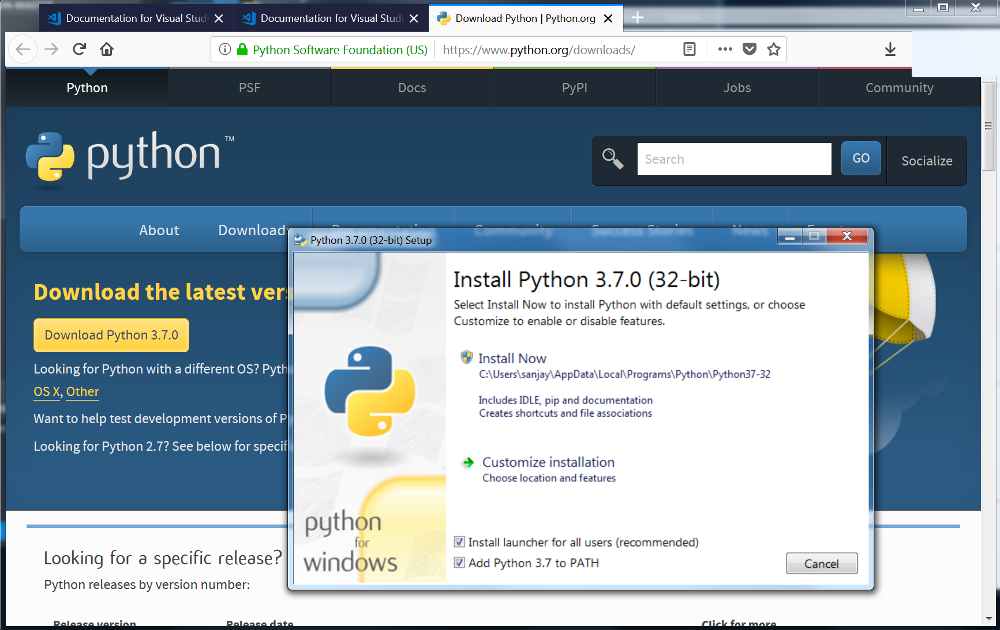 Documentation for Visual Studi
Documentation for Visual Studi
Download Python | Python.org
Python Software Foundation (US)
https://www.python.org/downloads/
Python
PSF
Docs
PyPI
Jobs
Community
python™
Search
GO
Socialize
About
Downloads
Documentation
Community
Success Stories
News
Python 3.7.0 (32-bit) Setup
Download the latest vers
Download Python 3.7.0
Looking for Python with a different OS? Pyth
OS X, Other
Want to help test development versions of P
Looking for Python 2.7? See below for specif
Install Python 3.7.0 (32-bit)
Select Install Now to install Python with default settings, or choose
Customize to enable or disable features.
Install Now
C:\Users\sanjay\AppData\Local\Programs\Python\Python37-32
Includes IDLE, pip and documentation
Creates shortcuts and file associations
Customize installation
Choose location and features
python
for
windows
Install launcher for all users (recommended)
Add Python 3.7 to PATH
Cancel
Looking for a specific release?
Python releases by version number:
Release version
Release date
Click for more